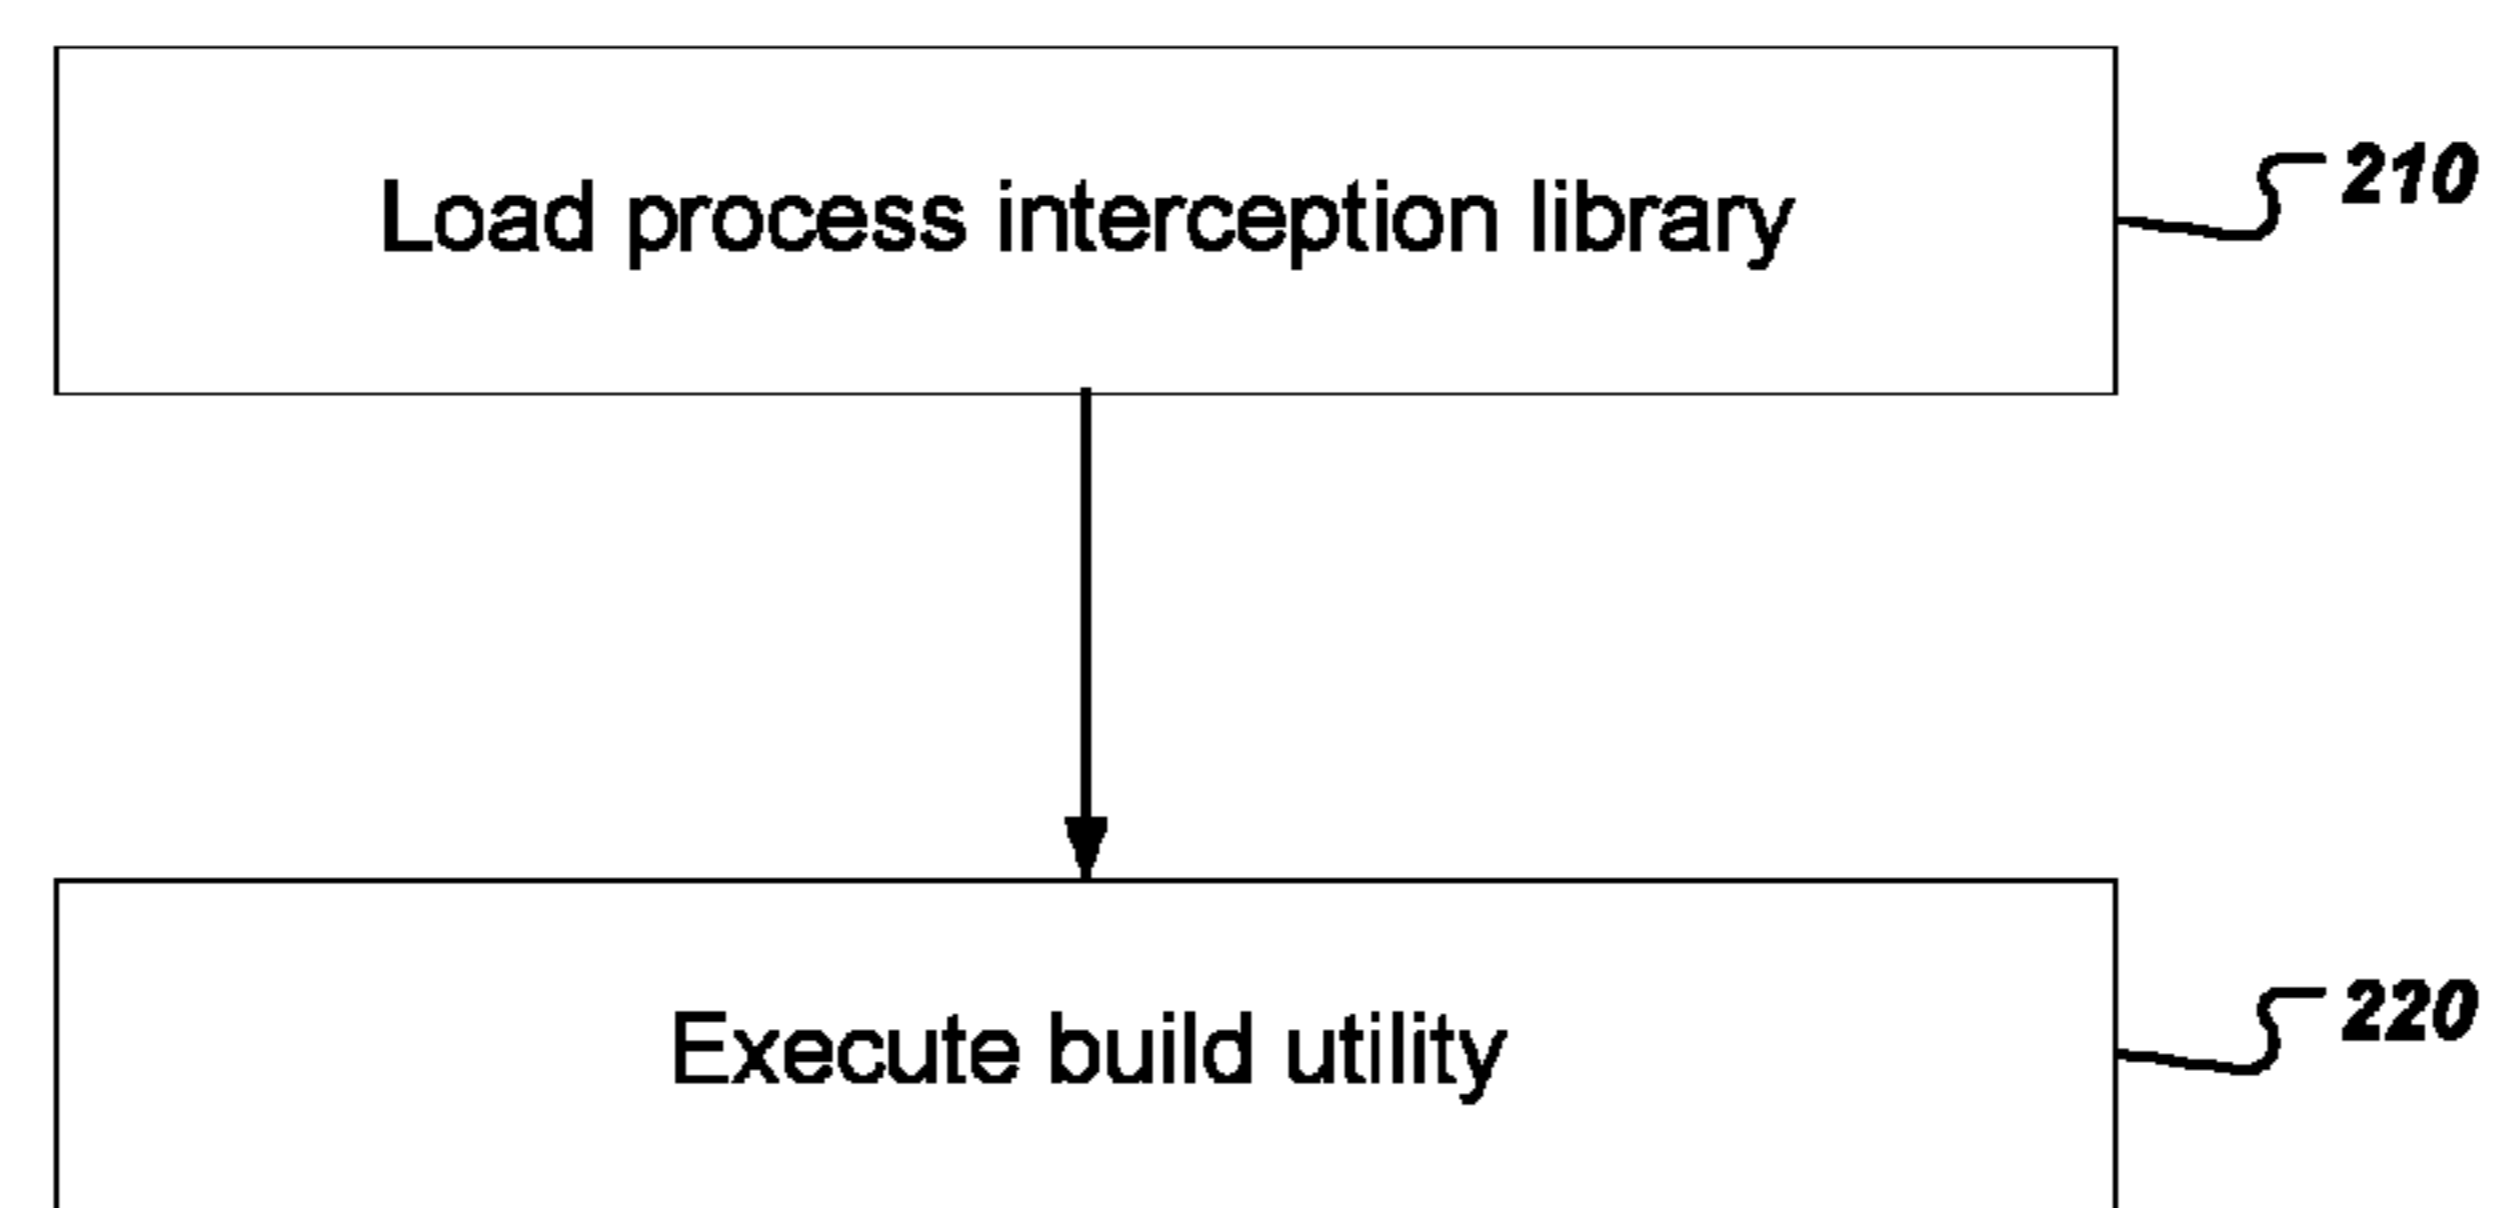 Load process interception library
210
Execute build utility
220